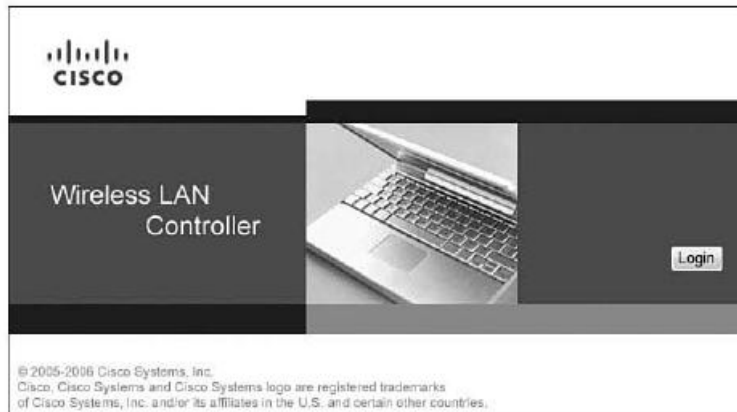 CISCO
Wireless LAN
Controller
Login
© 2005-2006 Cisco Systems, Inc.
Cisco, Cisco Systems and Cisco Systems logo are registered trademarks
of Cisco Systems, Inc. and/or its affiliates in the U.S. and certain other countries.